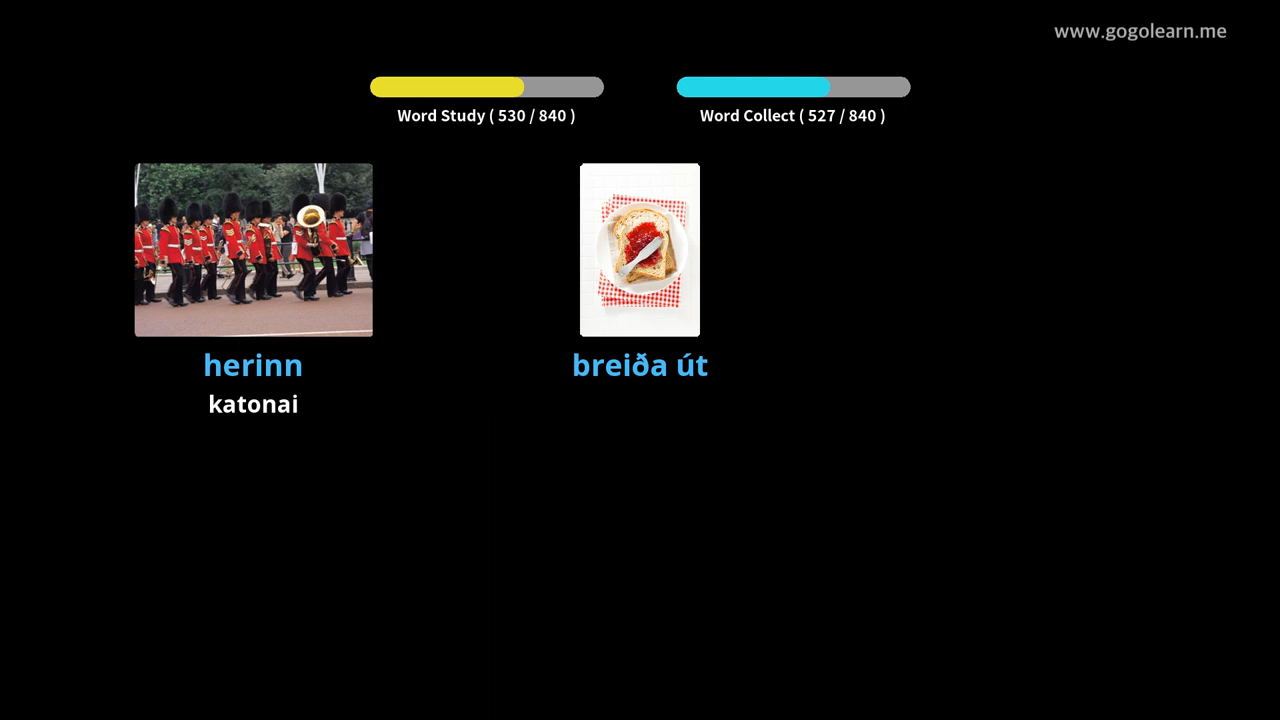 www.gogolearn.me
Word Study ( 530 / 840 )
Word Collect ( 527 / 840 )
herinn
katonai
breiða út